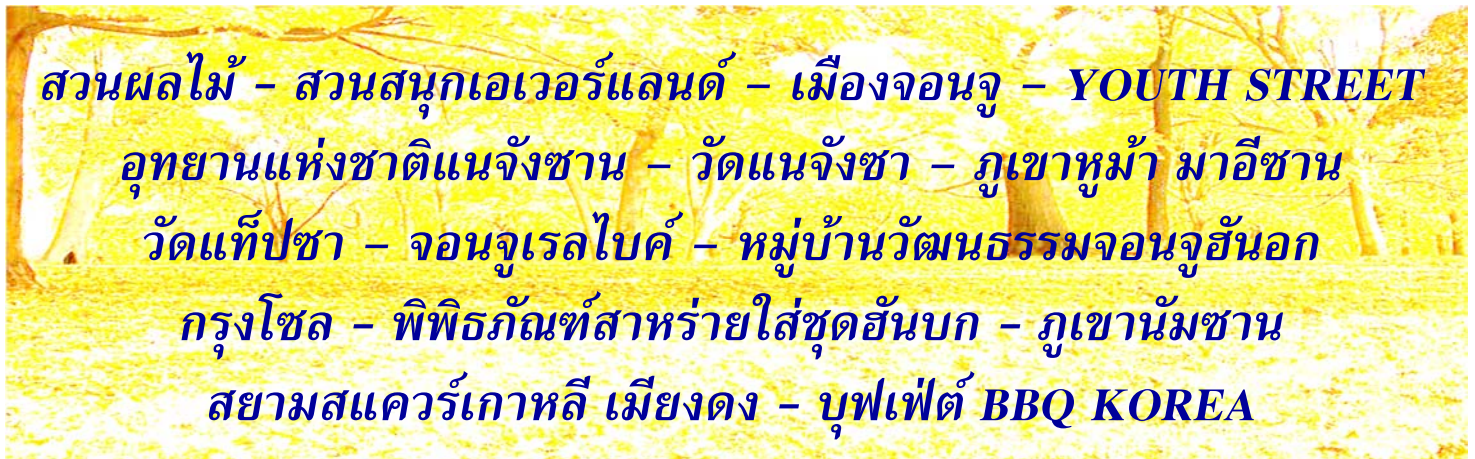 สวนผลไม้ – สวนสนุกเอเวอร์แลนด์ – เมืองจอนจู – YOUTH STREET
อุทยานแห่งชาติแนจังซาน – วัดแนจังซา – ภูเขาหูม้า มาอีซาน
วัดแท็ปซา – จอนจูเรลไบค์ – หมู่บ้านวัฒนธรรมจอนจูฮันอก
กรุงโซล – พิพิธภัณฑ์สาหร่ายใส่ชุดฮันบก – ภูเขานัมซาน
สยามสแควร์เกาหลี เมียงดง – บุฟเฟ่ต์ BBQ KOREA